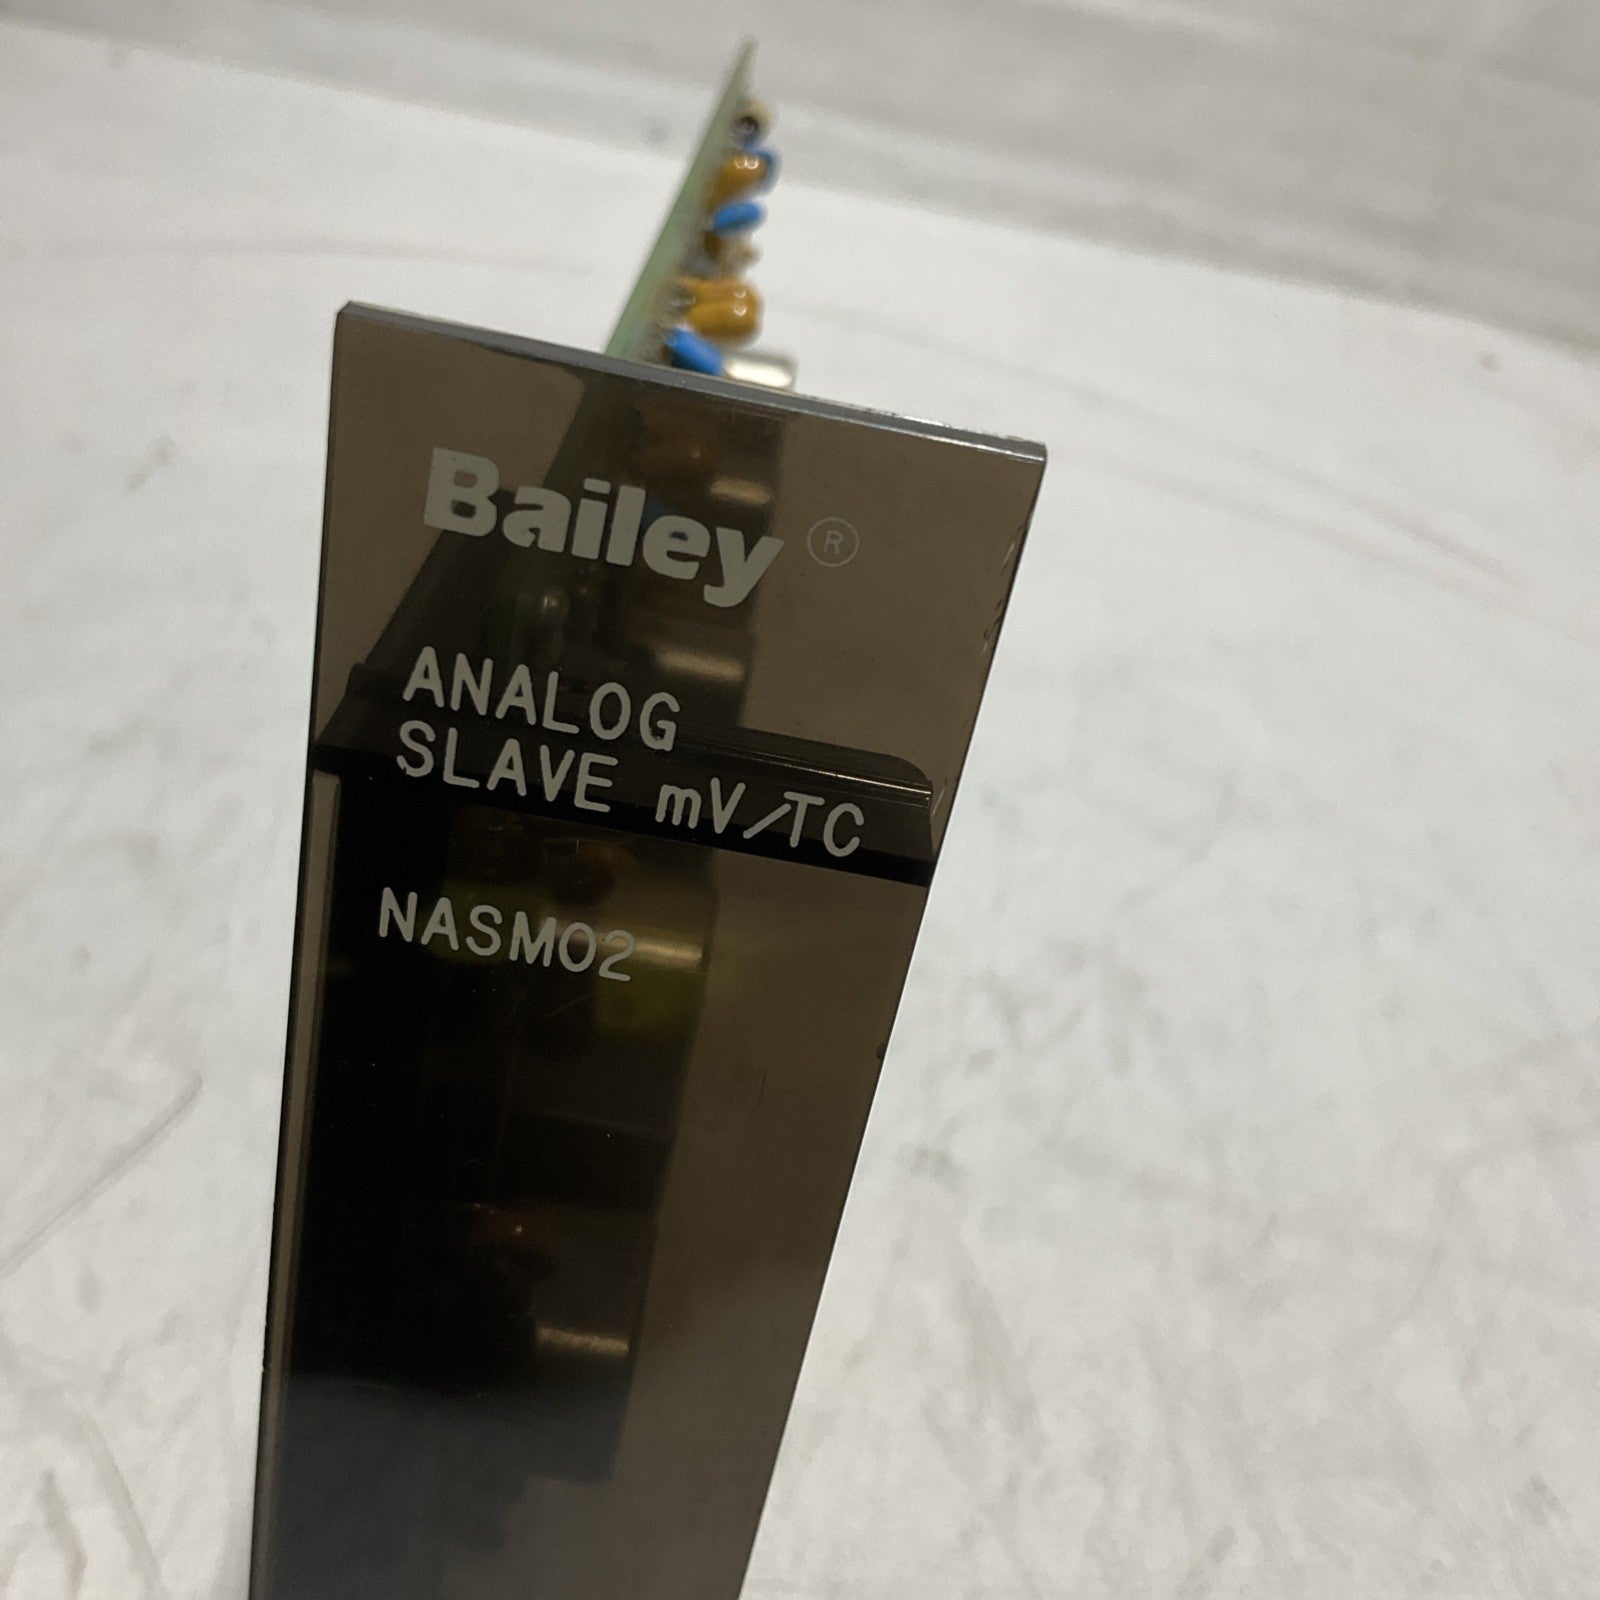 Bailey ®
ANALOG
SLAVE mV/TC
NASM02